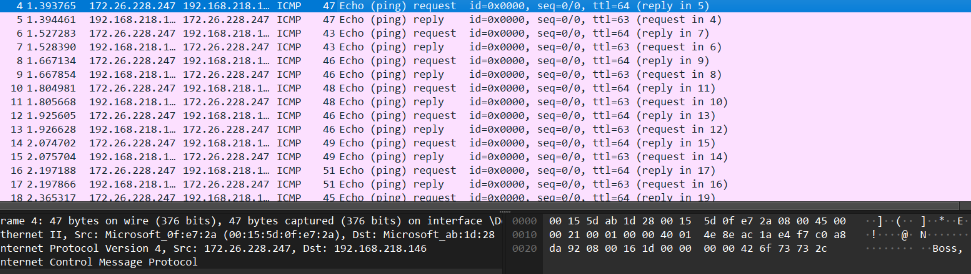 4 1.393765 172.26.228.247 192.168.218.1… ICMP 47 Echo (ping) request id=0x0000, seq=0/0, ttl=64 (reply in 5)
5 1.394461 192.168.218.1… 172.26.228.247 ICMP 47 Echo (ping) reply id=0x0000, seq=0/0, ttl=63 (request in 4)
6 1.527283 172.26.228.247 192.168.218.1… ICMP 43 Echo (ping) request id=0x0000, seq=0/0, ttl=64 (reply in 7)
7 1.528390 192.168.218.1… 172.26.228.247 ICMP 43 Echo (ping) reply id=0x0000, seq=0/0, ttl=63 (request in 6)
8 1.667134 172.26.228.247 192.168.218.1… ICMP 46 Echo (ping) request id=0x0000, seq=0/0, ttl=64 (reply in 9)
9 1.667854 192.168.218.1… 172.26.228.247 ICMP 46 Echo (ping) reply id=0x0000, seq=0/0, ttl=63 (request in 8)
10 1.804981 172.26.228.247 192.168.218.1… ICMP 48 Echo (ping) request id=0x0000, seq=0/0, ttl=64 (reply in 11)
11 1.805668 192.168.218.1… 172.26.228.247 ICMP 48 Echo (ping) reply id=0x0000, seq=0/0, ttl=63 (request in 10)
12 1.925605 172.26.228.247 192.168.218.1… ICMP 46 Echo (ping) request id=0x0000, seq=0/0, ttl=64 (reply in 13)
13 1.926628 192.168.218.1… 172.26.228.247 ICMP 46 Echo (ping) reply id=0x0000, seq=0/0, ttl=63 (request in 12)
14 2.074702 172.26.228.247 192.168.218.1… ICMP 49 Echo (ping) request id=0x0000, seq=0/0, ttl=64 (reply in 15)
15 2.075704 192.168.218.1… 172.26.228.247 ICMP 49 Echo (ping) reply id=0x0000, seq=0/0, ttl=63 (request in 14)
16 2.197188 172.26.228.247 192.168.218.1… ICMP 51 Echo (ping) request id=0x0000, seq=0/0, ttl=64 (reply in 17)
17 2.197866 192.168.218.1… 172.26.228.247 ICMP 51 Echo (ping) reply id=0x0000, seq=0/0, ttl=63 (request in 16)
18 2.365317 172.26.228.247 192.168.218.1… ICMP 45 Echo (ping) request id=0x0000, seq=0/0, ttl=64 (reply in 19)
rame 4: 47 bytes on wire (376 bits), 47 bytes captured (376 bits) on interface \D
thernet II, Src: Microsoft_0f:e7:2a (00:15:5d:0f:e7:2a), Dst: Microsoft_ab:1d:28
nternet Protocol Version 4, Src: 172.26.228.247, Dst: 192.168.218.146
nternet Control Message Protocol
0000 00 15 5d ab 1d 28 00 15 5d 0f e7 2a 08 00 45 00 ··]··(·· ]··*··E·
0010 00 21 00 01 00 00 40 01 4e 8e ac 1a e4 f7 c0 a8 ·!····@· N·······
0020 da 92 08 00 16 1d 00 00 00 00 42 6f 73 73 2c ········ ··Boss,